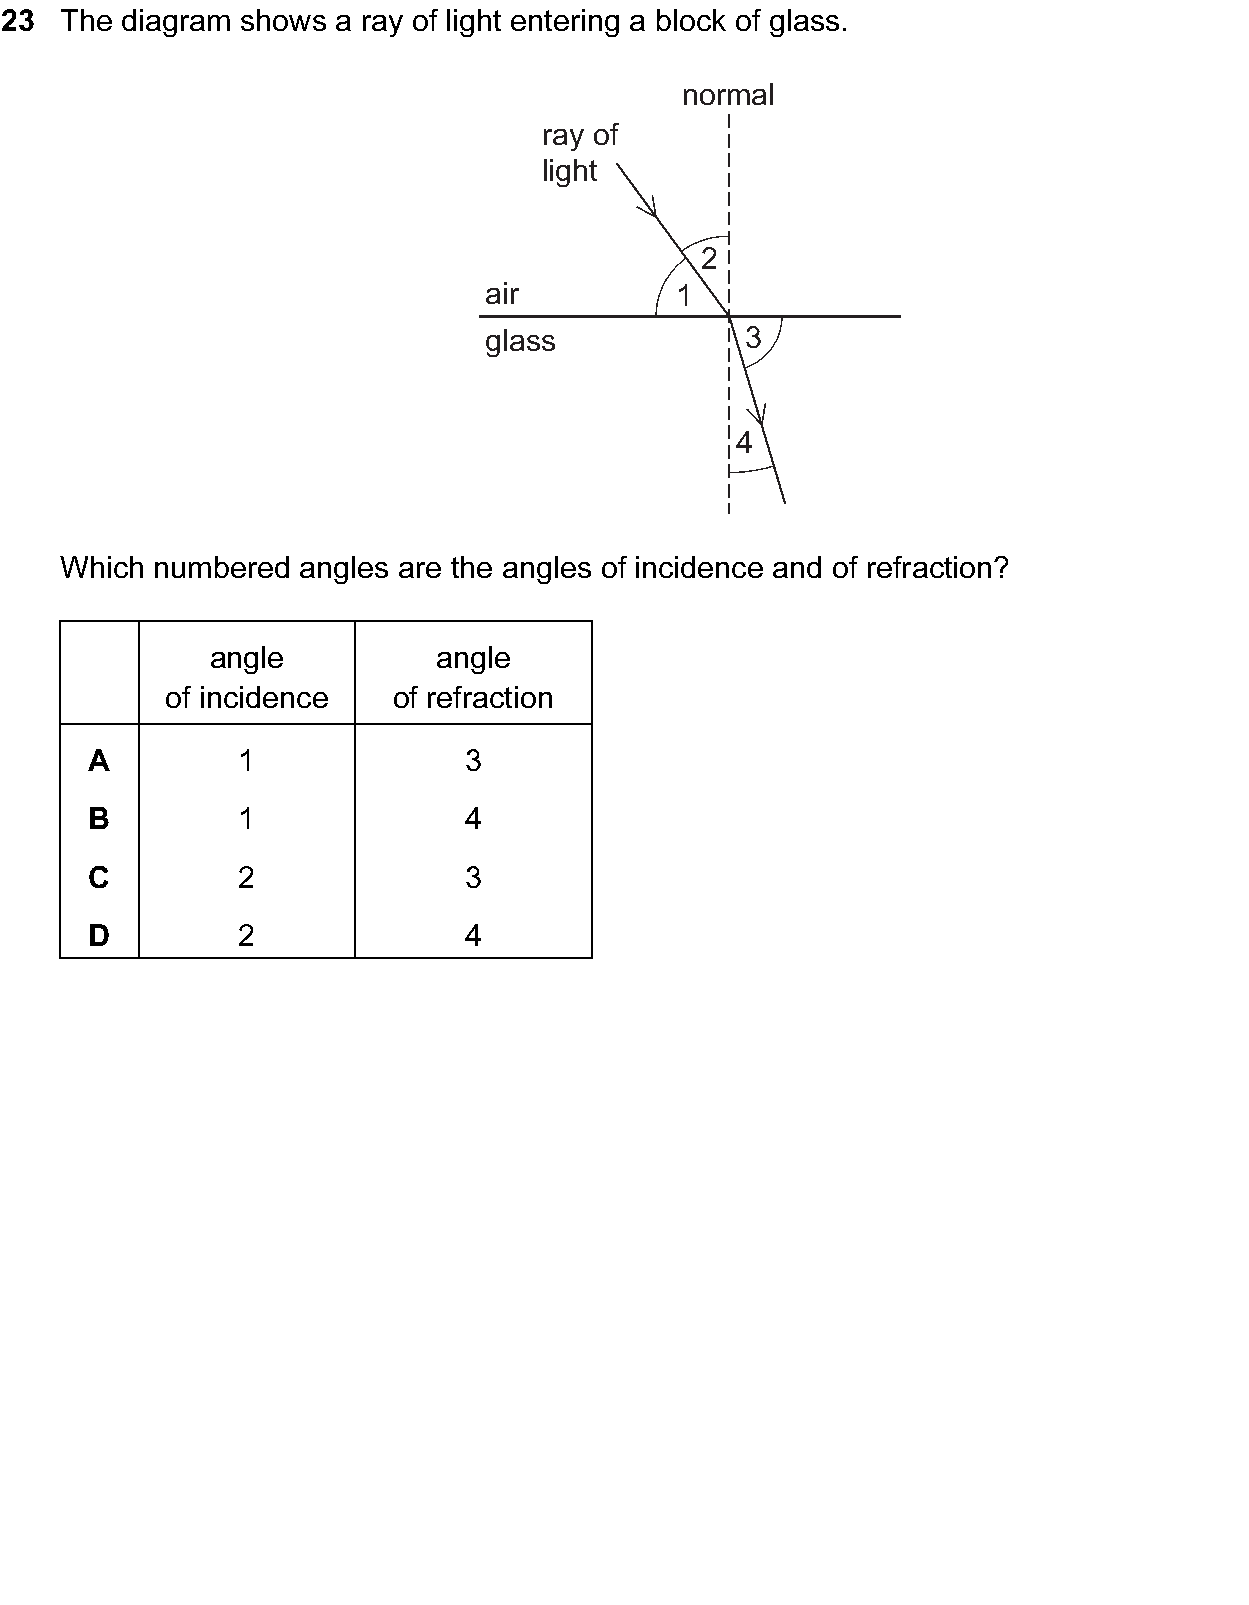 23 The diagram shows a ray of light entering a block of glass.
normal
ray of
light
2
1
air
glass
3
4
Which numbered angles are the angles of incidence and of refraction?
angle
of incidence
angle
of refraction
A 1 3
B 1 4
C 2 3
D 2 4